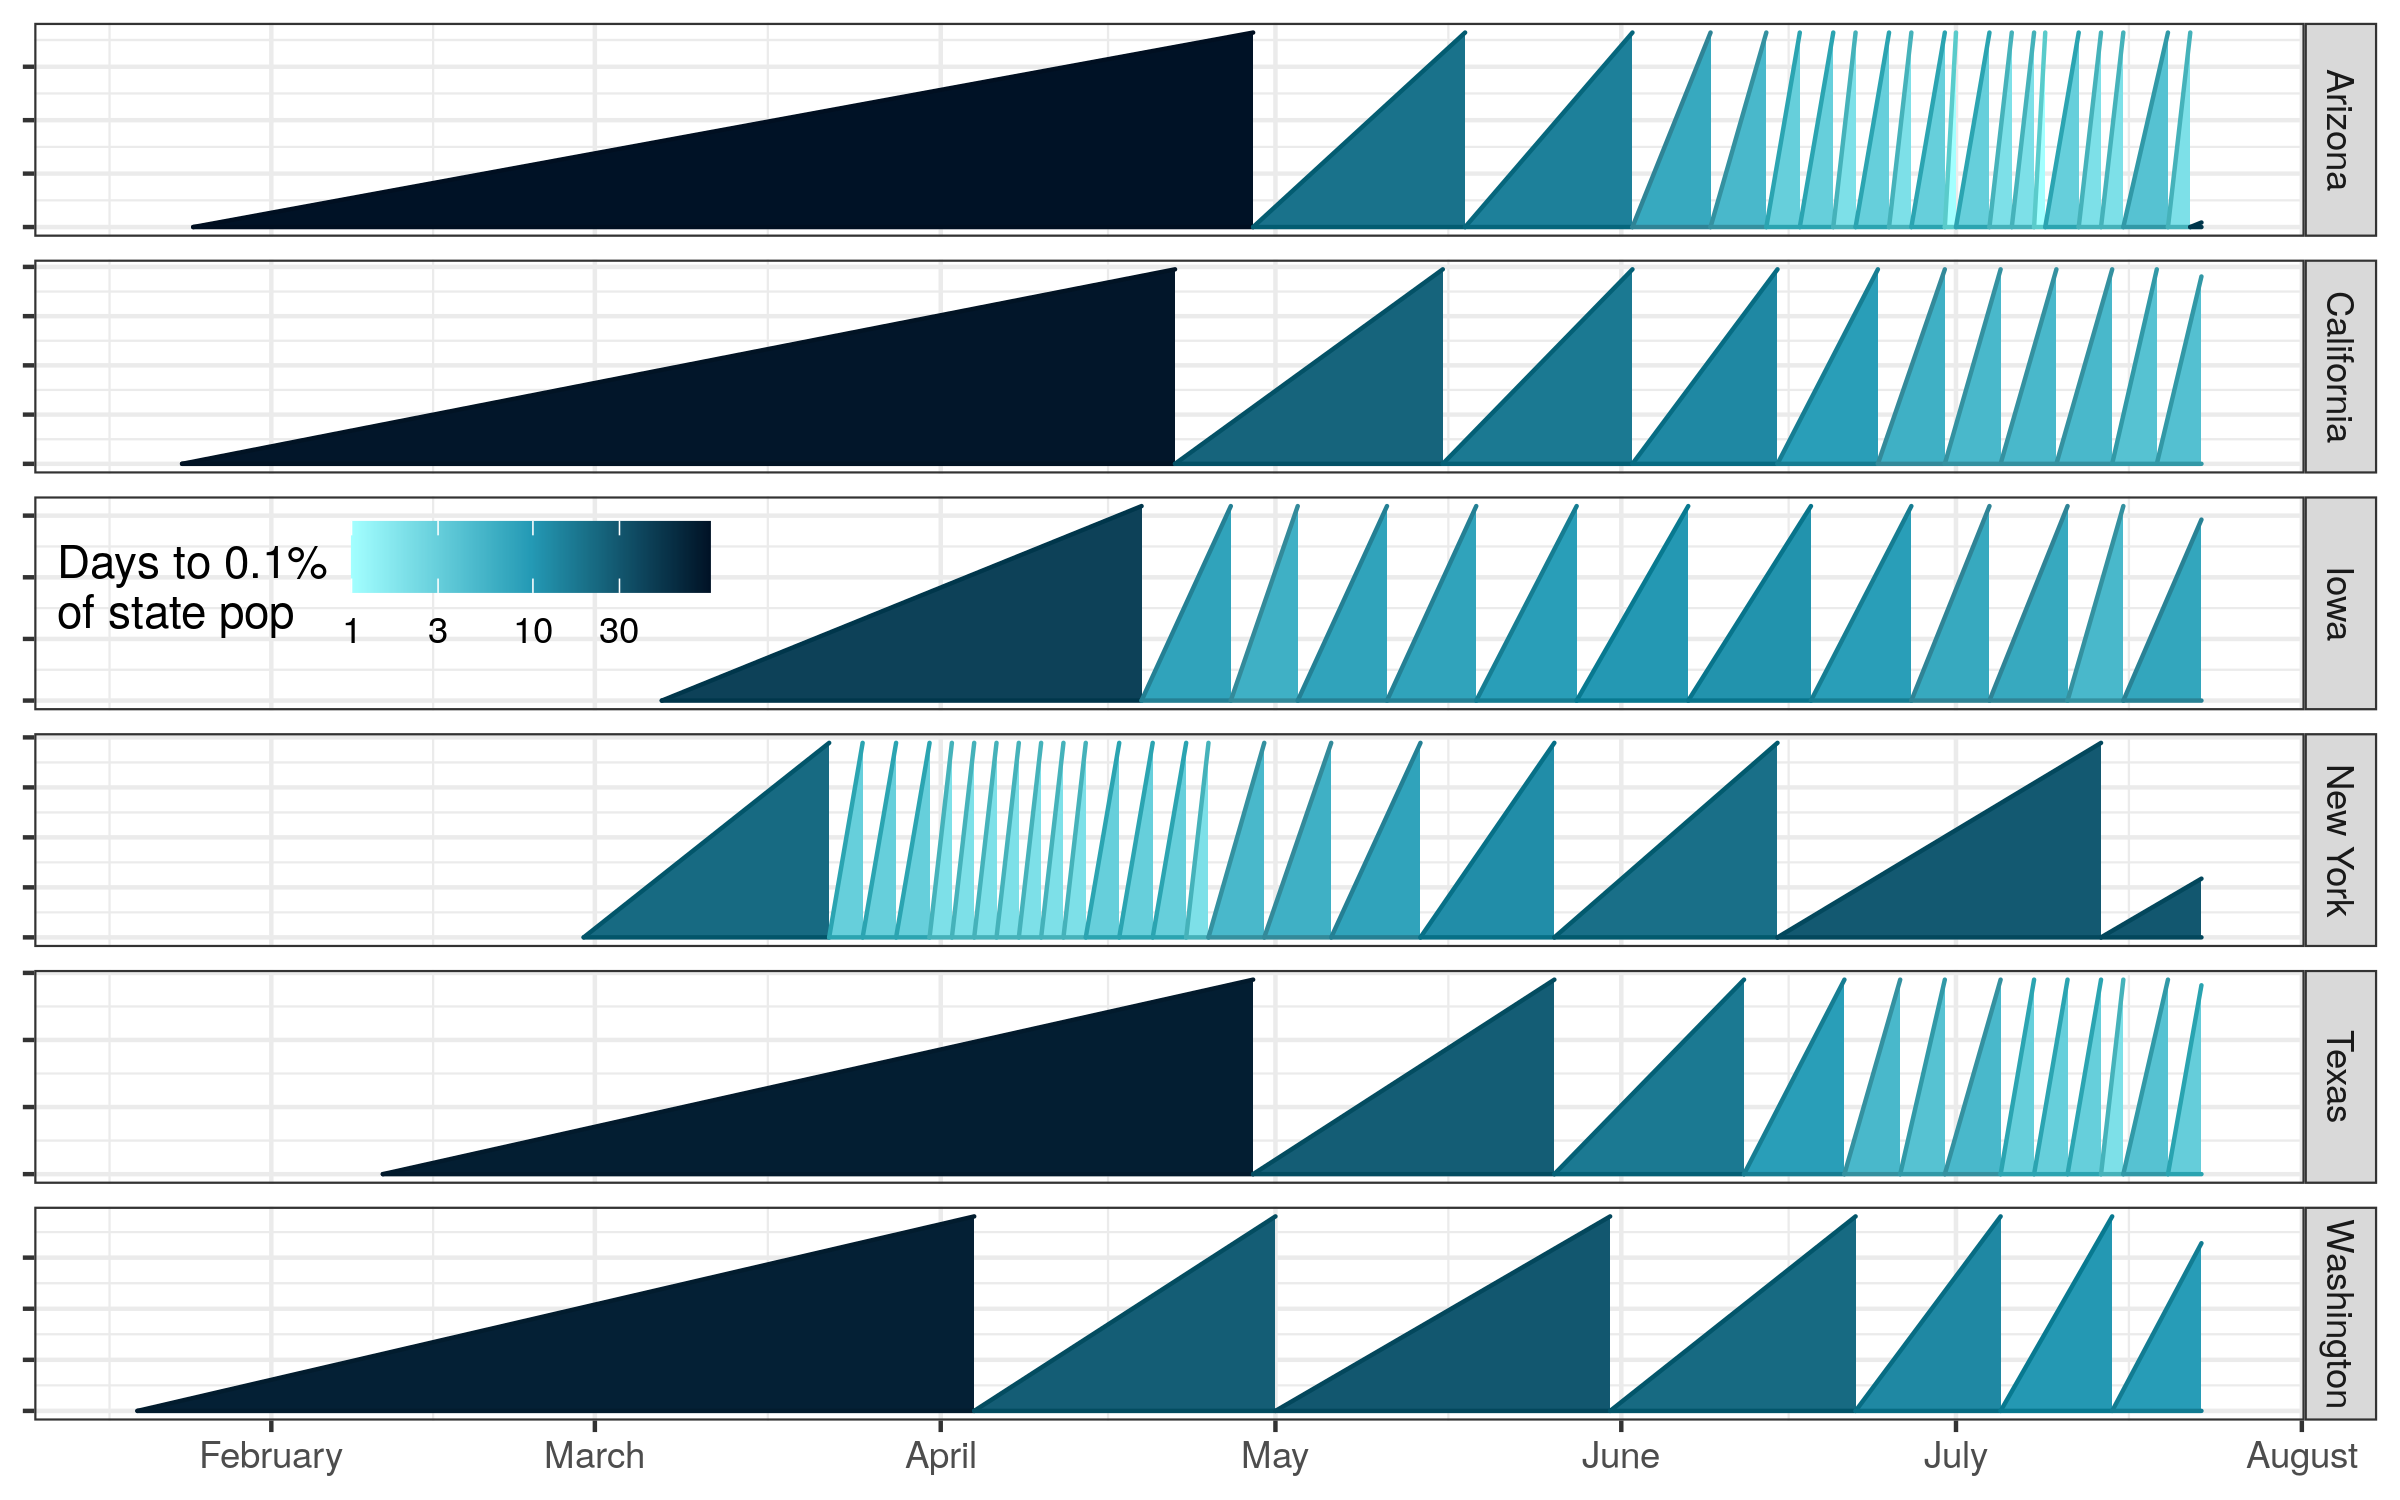 Arizona
California
Days to 0.1%
of state pop
1 3 10 30
Iowa
New York
Texas
Washington
February March April May June July August